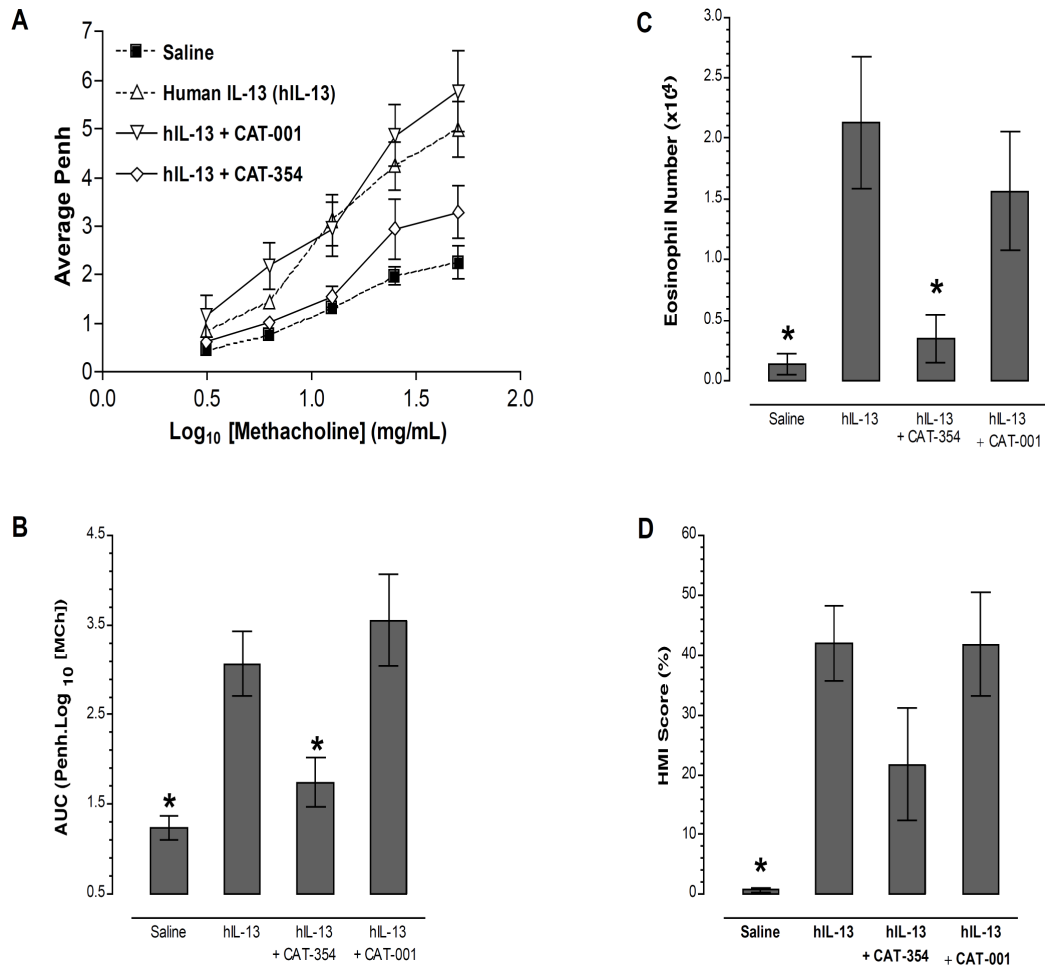 A
7
6
5
4
3
2
1
0
Average Penh
Saline
Human IL-13 (hIL-13)
hIL-13 + CAT-001
hIL-13 + CAT-354
0.0
0.5
1.0
1.5
2.0
Log10 [Methacholine] (mg/mL)
C
3.0
2.5
2.0
1.5
1.0
0.5
0.0
Eosinophil Number (x10⁴)
*
*
Saline
hIL-13
hIL-13
+ CAT-354
hIL-13
+ CAT-001
B
4.5
3.5
2.5
1.5
0.5
AUC (Penh.Log 10 [MCh]
*
*
Saline
hIL-13
hIL-13
+ CAT-354
hIL-13
+ CAT-001
D
60
50
40
30
20
10
0
HMI Score (%)
*
Saline
hIL-13
hIL-13
+ CAT-354
hIL-13
+ CAT-001